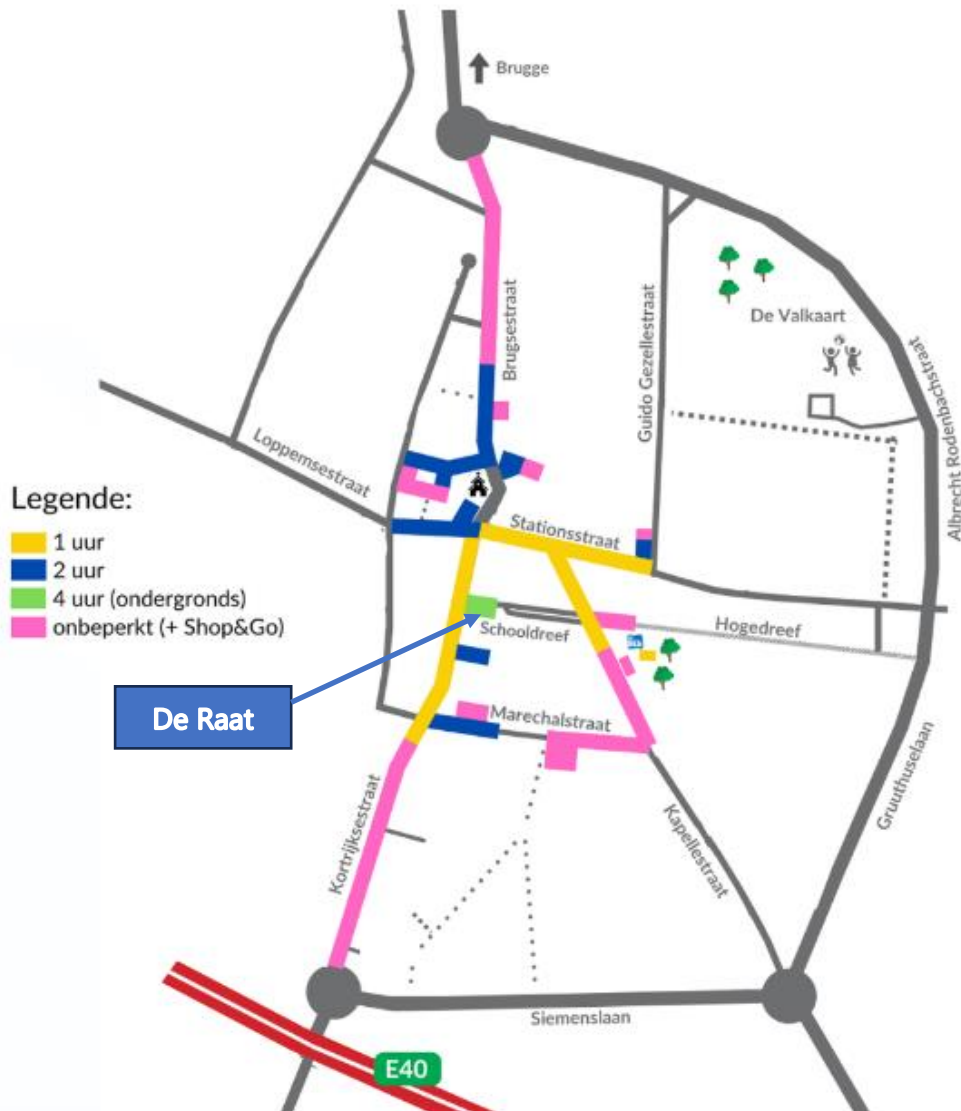 Brugge
De Valkaart
Brugsestraat
Guido Gezellestraat
Albrecht Rodenbachstraat
Loppemsestraat
Legende:
1 uur
2 uur
4 uur (ondergronds)
onbeperkt (+ Shop&Go)
Stationsstraat
Schooldreef
Hogedreef
De Raat
Marechalstraat
Kortrijksestraat
Kapellestraat
Gruuthuselaan
Siemenslaan
E40